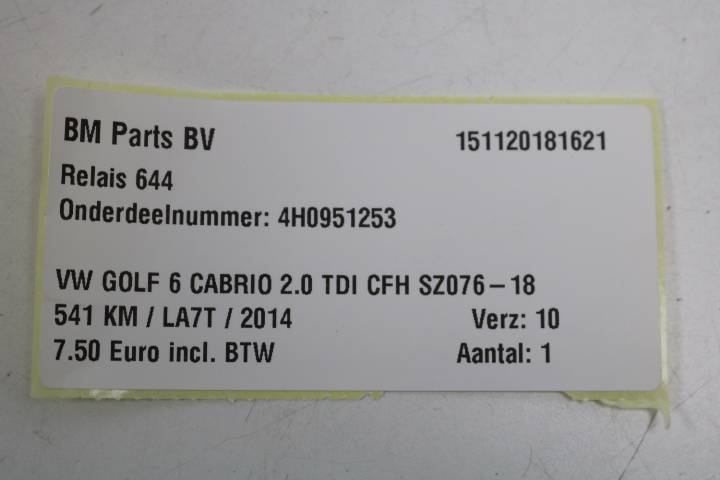 BM Parts BV 151120181621
Relais 644
Onderdeelnummer: 4H0951253
VW GOLF 6 CABRIO 2.0 TDI CFH SZ076-18
541 KM / LA7T / 2014 Verz: 10
7.50 Euro incl. BTW Aantal: 1